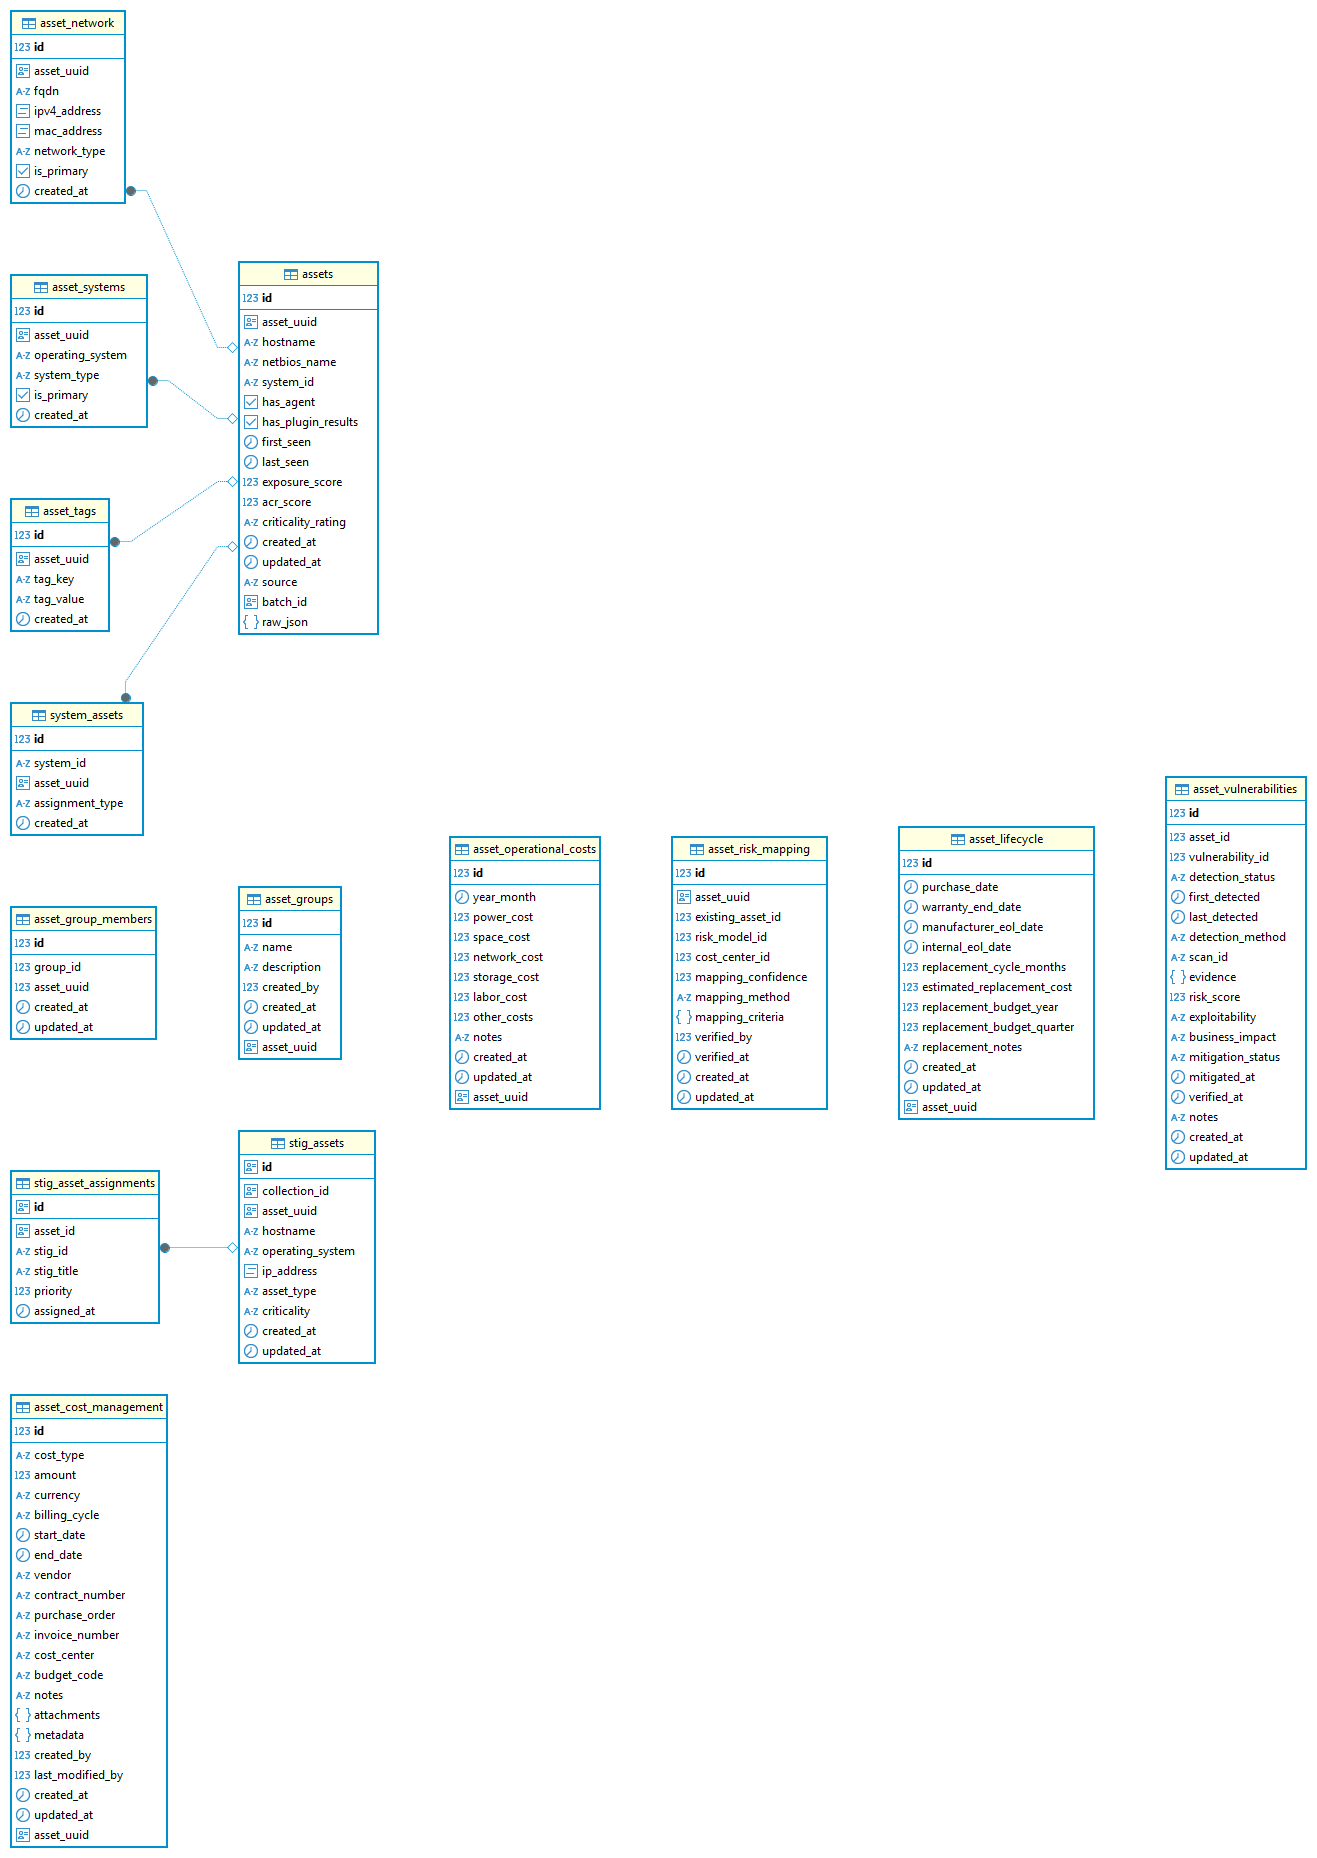 asset_network
123 id
asset_uuid
A-Z fqdn
ipv4_address
mac_address
A-Z network_type
is_primary
created_at
asset_systems
123 id
asset_uuid
A-Z operating_system
A-Z system_type
is_primary
created_at
assets
123 id
asset_uuid
A-Z hostname
A-Z netbios_name
A-Z system_id
has_agent
has_plugin_results
first_seen
last_seen
123 exposure_score
123 acr_score
A-Z criticality_rating
created_at
updated_at
A-Z source
batch_id
{ } raw_json
asset_tags
123 id
asset_uuid
A-Z tag_key
A-Z tag_value
created_at
system_assets
123 id
A-Z system_id
asset_uuid
A-Z assignment_type
created_at
asset_group_members
123 id
123 group_id
123 asset_uuid
created_at
updated_at
asset_groups
123 id
A-Z name
A-Z description
123 created_by
created_at
updated_at
asset_uuid
asset_operational_costs
123 id
year_month
123 power_cost
123 space_cost
123 network_cost
123 storage_cost
123 labor_cost
123 other_costs
A-Z notes
created_at
updated_at
asset_uuid
asset_risk_mapping
123 id
asset_uuid
123 existing_asset_id
123 risk_model_id
123 cost_center_id
123 mapping_confidence
A-Z mapping_method
{ } mapping_criteria
123 verified_by
verified_at
created_at
updated_at
asset_lifecycle
123 id
purchase_date
warranty_end_date
manufacturer_eol_date
internal_eol_date
123 replacement_cycle_months
123 estimated_replacement_cost
123 replacement_budget_year
123 replacement_budget_quarter
A-Z replacement_notes
created_at
updated_at
asset_uuid
asset_vulnerabilities
123 id
123 asset_id
123 vulnerability_id
A-Z detection_status
first_detected
last_detected
A-Z detection_method
A-Z scan_id
{ } evidence
123 risk_score
A-Z exploitability
A-Z business_impact
A-Z mitigation_status
mitigated_at
verified_at
A-Z notes
created_at
updated_at
stig_asset_assignments
id
asset_id
A-Z stig_id
A-Z stig_title
123 priority
assigned_at
stig_assets
id
collection_id
asset_uuid
A-Z hostname
A-Z operating_system
ip_address
A-Z asset_type
A-Z criticality
created_at
updated_at
asset_cost_management
123 id
A-Z cost_type
123 amount
A-Z currency
A-Z billing_cycle
start_date
end_date
A-Z vendor
A-Z contract_number
A-Z purchase_order
A-Z invoice_number
A-Z cost_center
A-Z budget_code
A-Z notes
{ } attachments
{ } metadata
123 created_by
123 last_modified_by
created_at
updated_at
asset_uuid